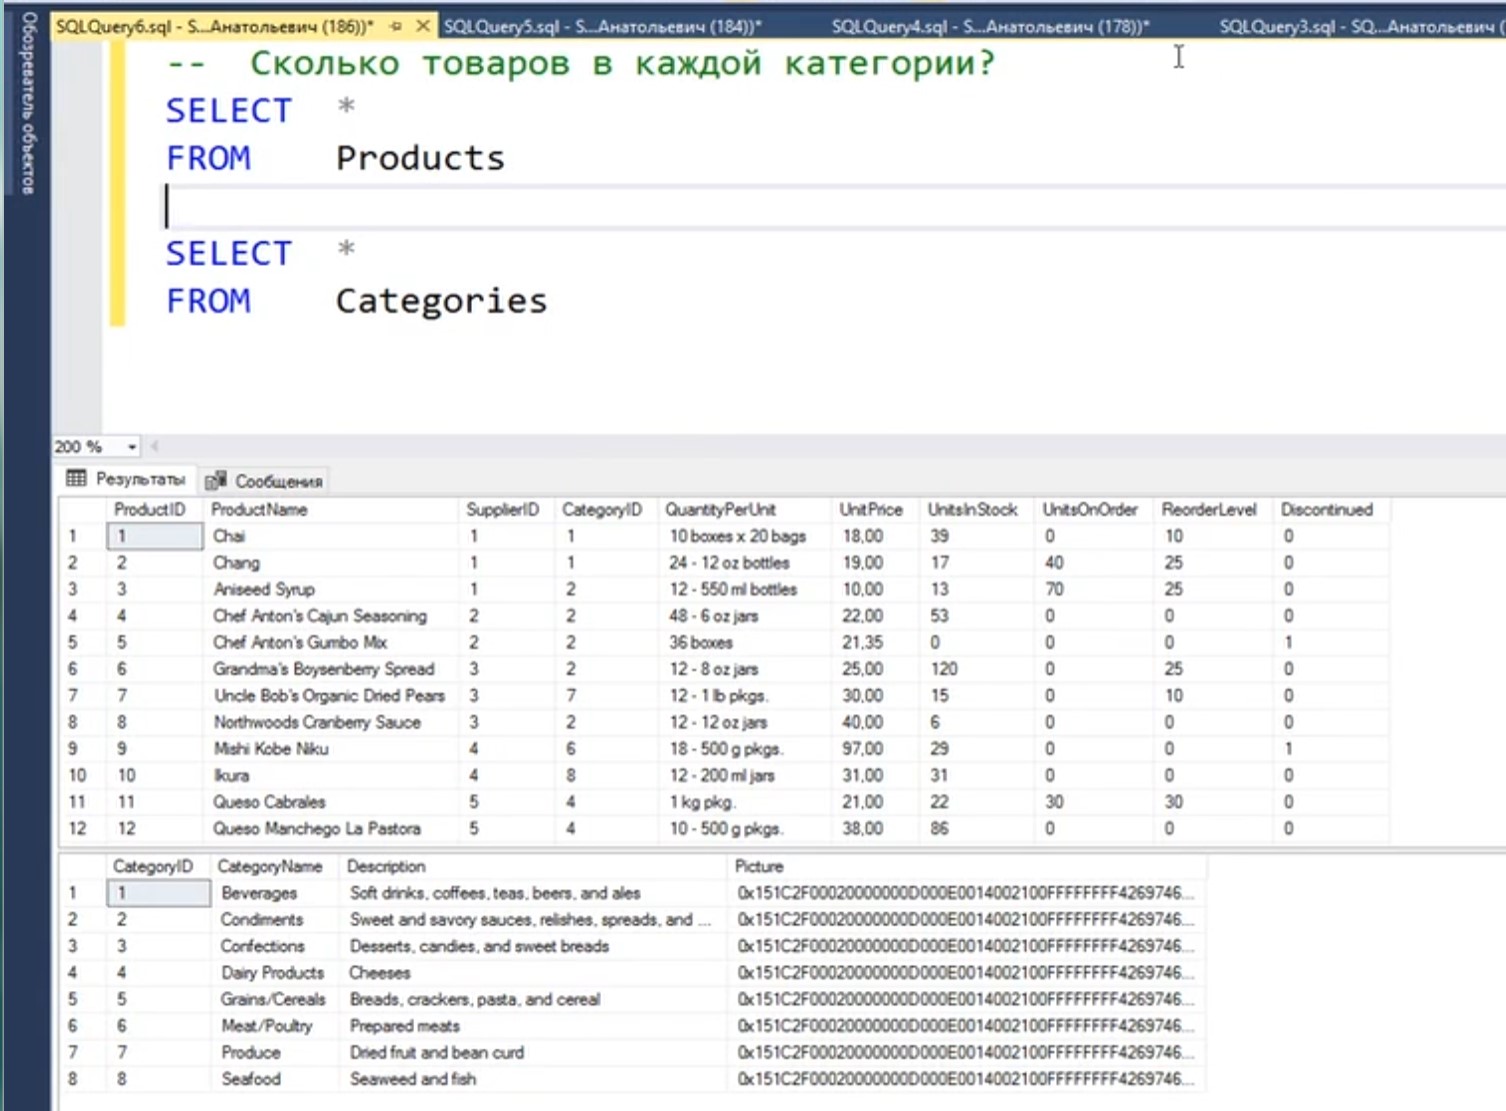 SQLQuery6.sql - S...Анатольевич (186))* SQLQuery5.sql - S...Анатольевич (184))* SQLQuery4.sql - S...Анатольевич (178))* SQLQuery3.sql - SQ...Анатольевич (
Обозреватель объектов
-- Сколько товаров в каждой категории?
SELECT *
FROM Products
SELECT *
FROM Categories
200 %
Результаты Сообщения
ProductID ProductName SupplierID CategoryID QuantityPerUnit UnitPrice UnitsInStock UnitsOnOrder ReorderLevel Discontinued
1 1 Chai 1 1 10 boxes x 20 bags 18,00 39 0 10 0
2 2 Chang 1 1 24 - 12 oz bottles 19,00 17 40 25 0
3 3 Aniseed Syrup 1 2 12 - 550 ml bottles 10,00 13 70 25 0
4 4 Chef Anton's Cajun Seasoning 2 2 48 - 6 oz jars 22,00 53 0 0 0
5 5 Chef Anton's Gumbo Mix 2 2 36 boxes 21,35 0 0 0 1
6 6 Grandma's Boysenberry Spread 3 2 12 - 8 oz jars 25,00 120 0 25 0
7 7 Uncle Bob's Organic Dried Pears 3 7 12 - 1 lb pkgs. 30,00 15 0 10 0
8 8 Northwoods Cranberry Sauce 3 2 12 - 12 oz jars 40,00 6 0 0 0
9 9 Mishi Kobe Niku 4 6 18 - 500 g pkgs. 97,00 29 0 0 1
10 10 Ikura 4 8 12 - 200 ml jars 31,00 31 0 0 0
11 11 Queso Cabrales 5 4 1 kg pkg. 21,00 22 30 30 0
12 12 Queso Manchego La Pastora 5 4 10 - 500 g pkgs. 38,00 86 0 0 0
CategoryID CategoryName Description Picture
1 1 Beverages Soft drinks, coffees, teas, beers, and ales 0x151C2F00020000000D000E0014002100FFFFFFFF4269746...
2 2 Condiments Sweet and savory sauces, relishes, spreads, and ... 0x151C2F00020000000D000E0014002100FFFFFFFF4269746...
3 3 Confections Desserts, candies, and sweet breads 0x151C2F00020000000D000E0014002100FFFFFFFF4269746...
4 4 Dairy Products Cheeses 0x151C2F00020000000D000E0014002100FFFFFFFF4269746...
5 5 Grains/Cereals Breads, crackers, pasta, and cereal 0x151C2F00020000000D000E0014002100FFFFFFFF4269746...
6 6 Meat/Poultry Prepared meats 0x151C2F00020000000D000E0014002100FFFFFFFF4269746...
7 7 Produce Dried fruit and bean curd 0x151C2F00020000000D000E0014002100FFFFFFFF4269746...
8 8 Seafood Seaweed and fish 0x151C2F00020000000D000E0014002100FFFFFFFF4269746...